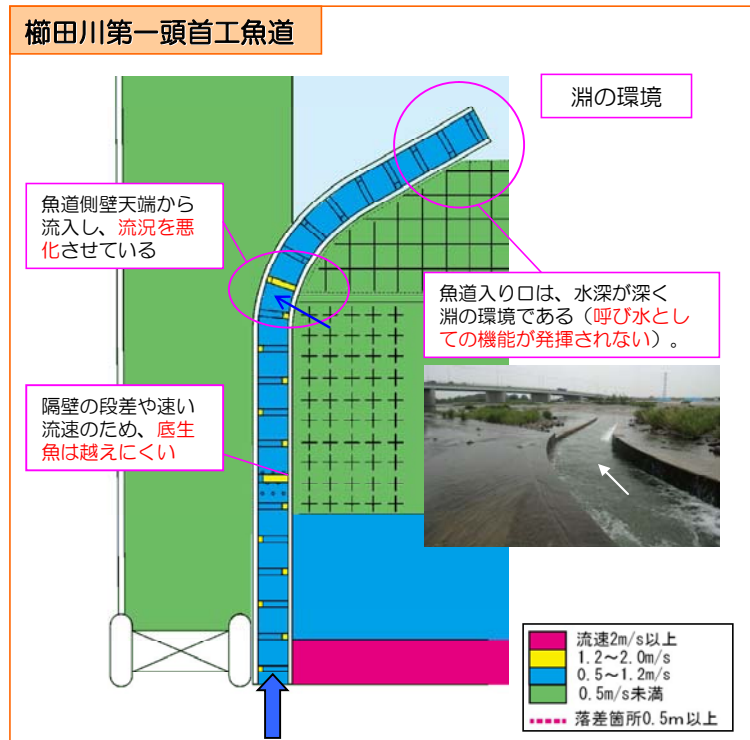 櫛田川第一頭首工魚道
淵の環境
魚道側壁天端から
流入し、流況を悪
化させている
魚道入り口は、水深が深く
淵の環境である（呼び水とし
ての機能が発揮されない）。
隔壁の段差や速い
流速のため、底生
魚は越えにくい
流速2m/s以上
1.2～2.0m/s
0.5～1.2m/s
0.5m/s未満
落差箇所0.5m以上